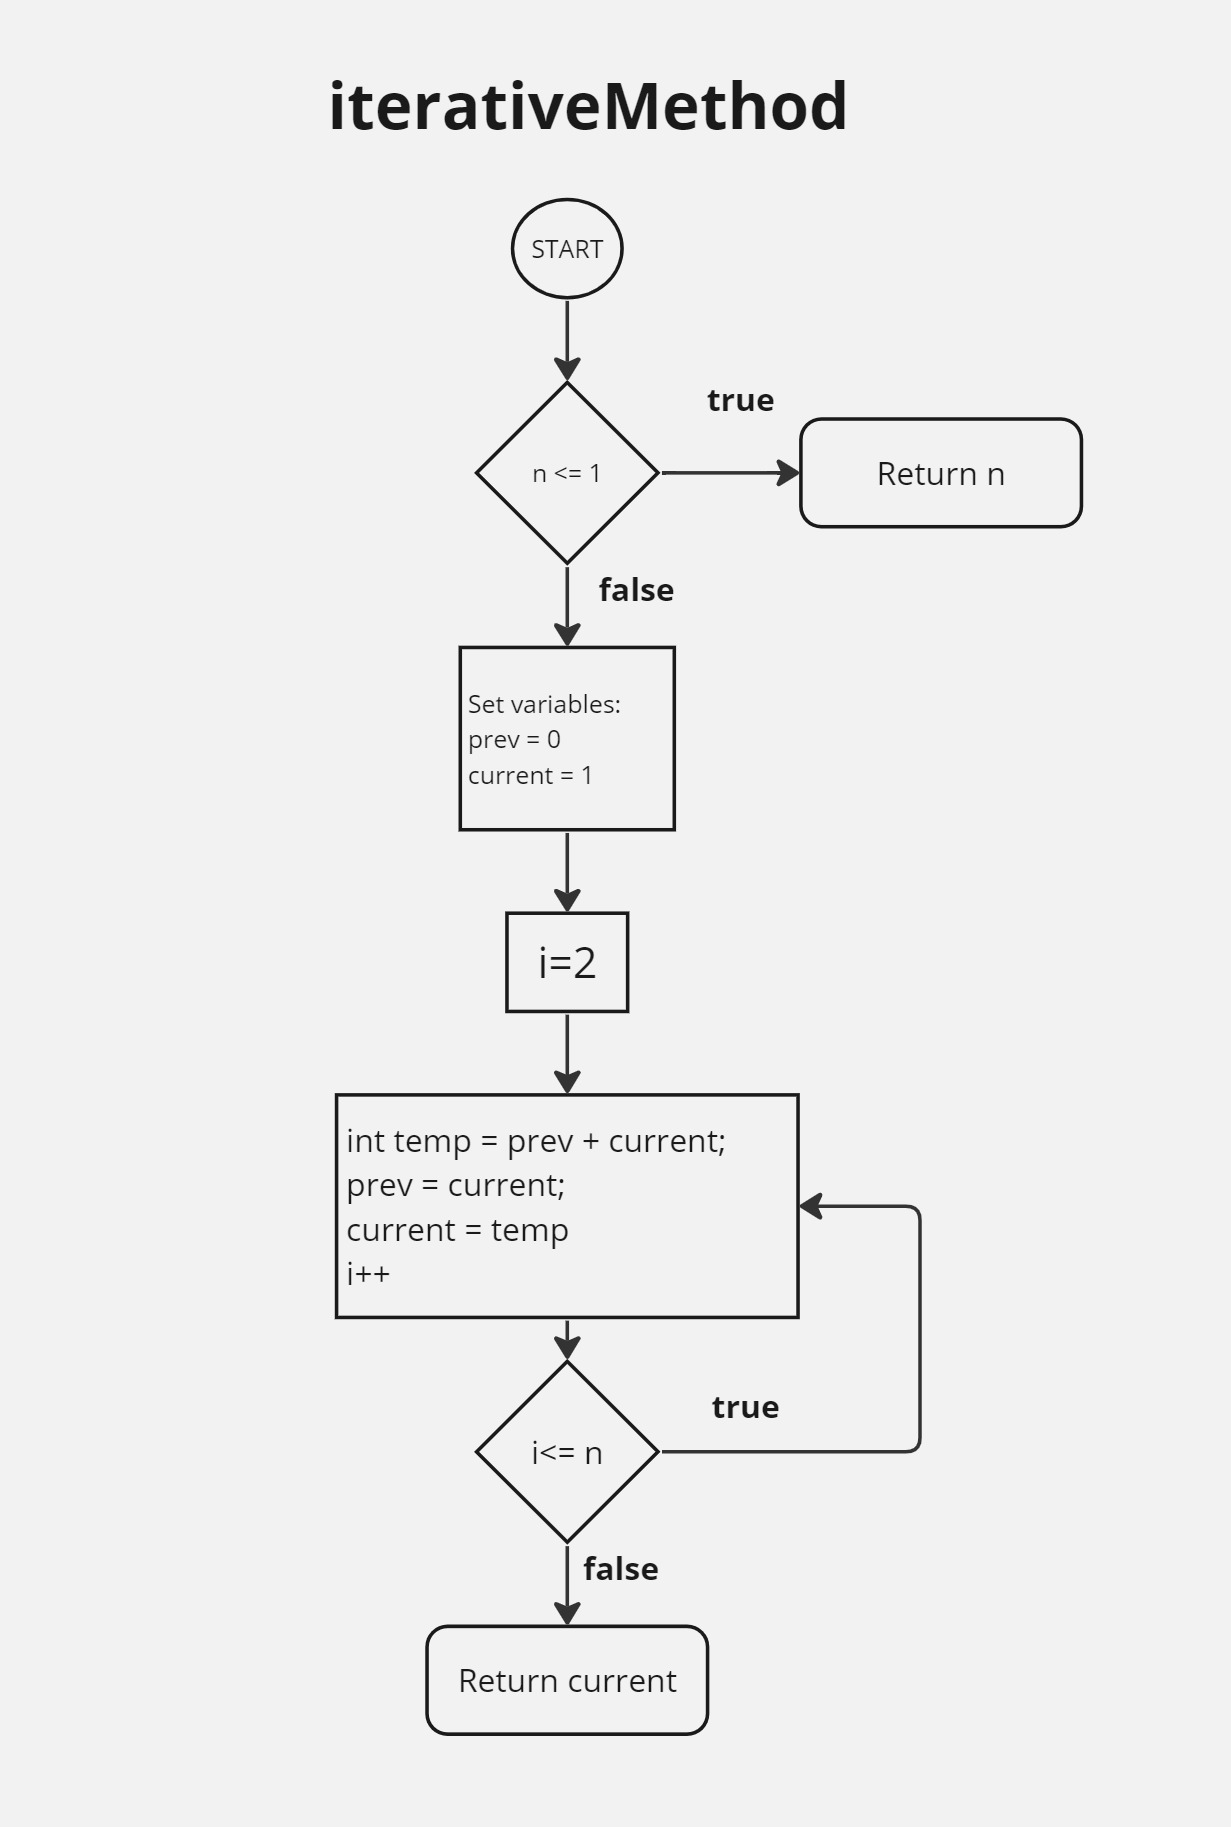 iterativeMethod
START
n <= 1
true
Return n
false
Set variables:
prev = 0
current = 1
i=2
int temp = prev + current;
prev = current;
current = temp
i++
i<= n
true
false
Return current